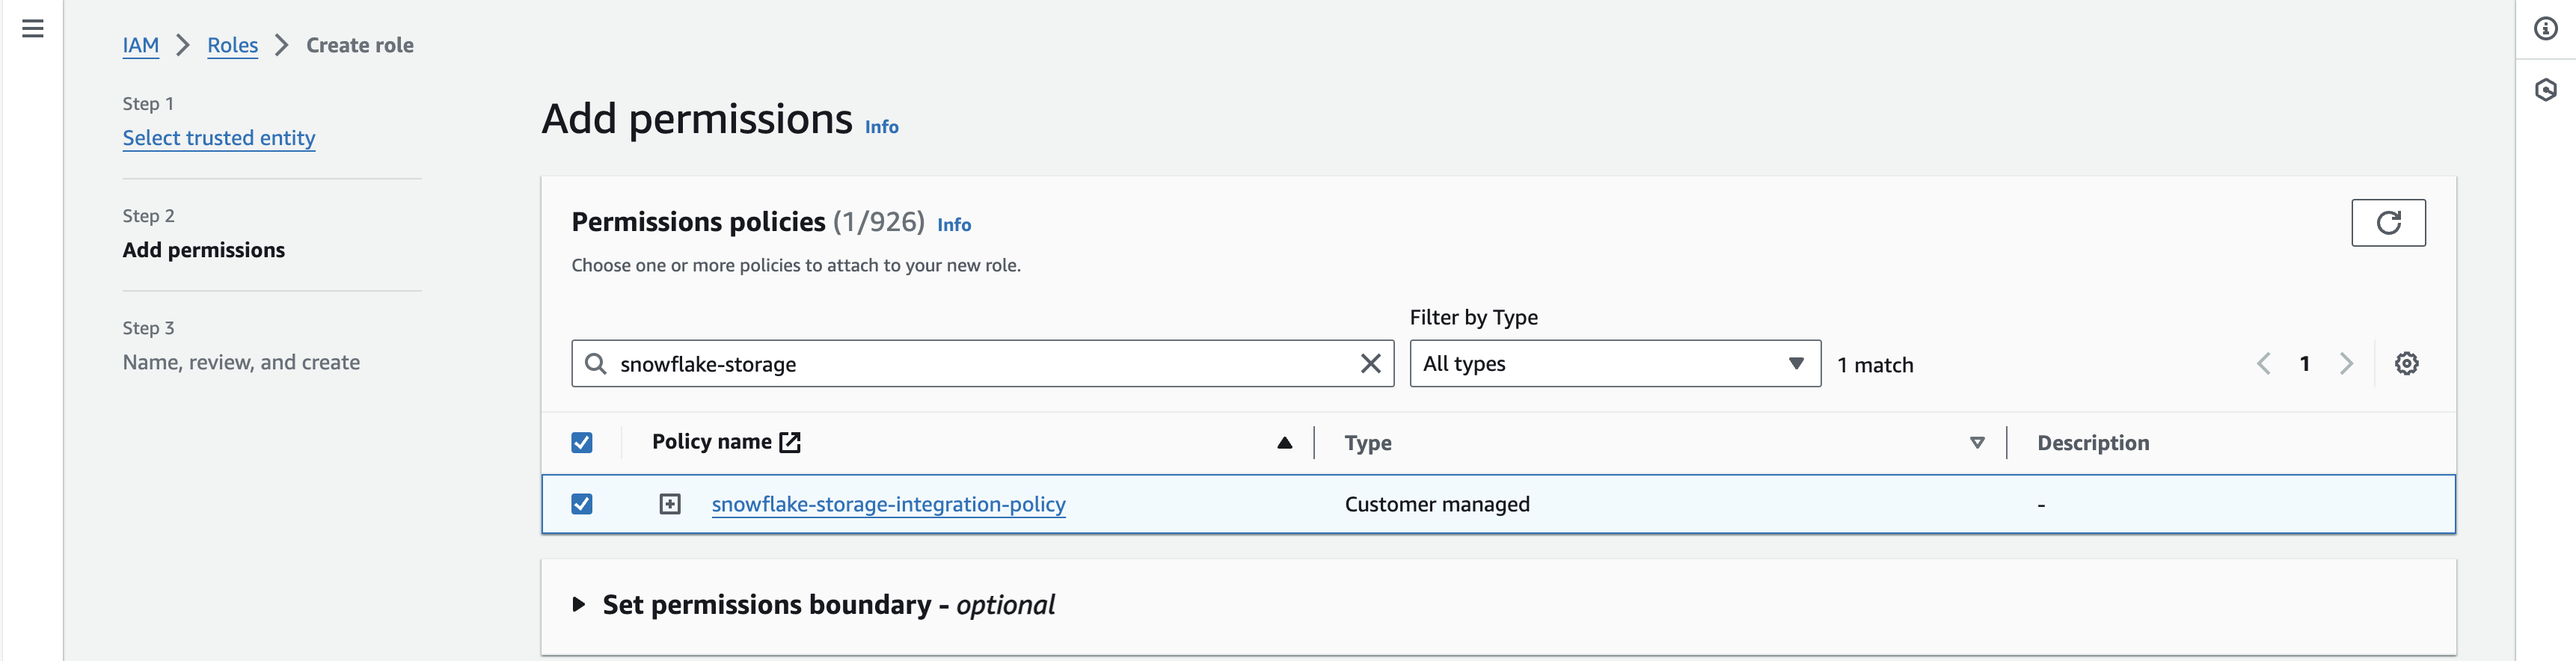 IAM > Roles > Create role
Step 1
Select trusted entity
Step 2
Add permissions
Step 3
Name, review, and create
Add permissions Info
Permissions policies (1/926) Info
Choose one or more policies to attach to your new role.
Filter by Type
snowflake-storage
All types
1 match
1
Policy name
Type
Description
snowflake-storage-integration-policy
Customer managed
-
Set permissions boundary - optional